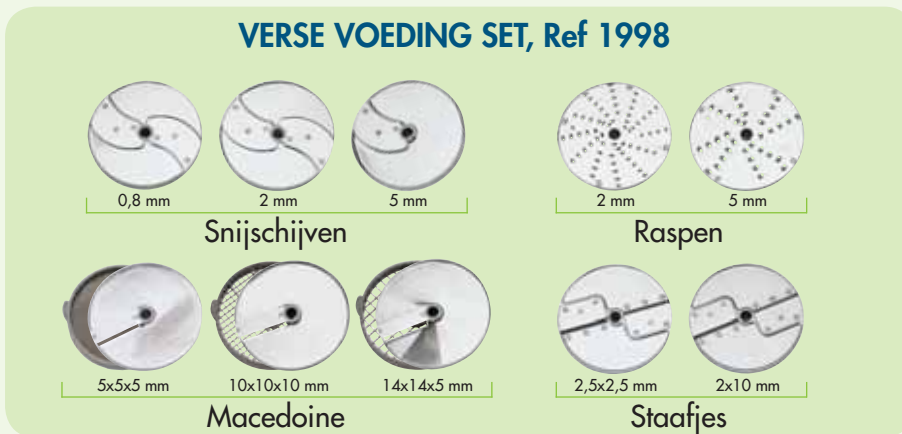 VERSE VOEDING SET, Ref 1998
0,8 mm 2 mm 5 mm
Snijschijven
2 mm 5 mm
Raspen
5x5x5 mm 10x10x10 mm 14x14x5 mm
Macedoine
2,5x2,5 mm 2x10 mm
Staafjes